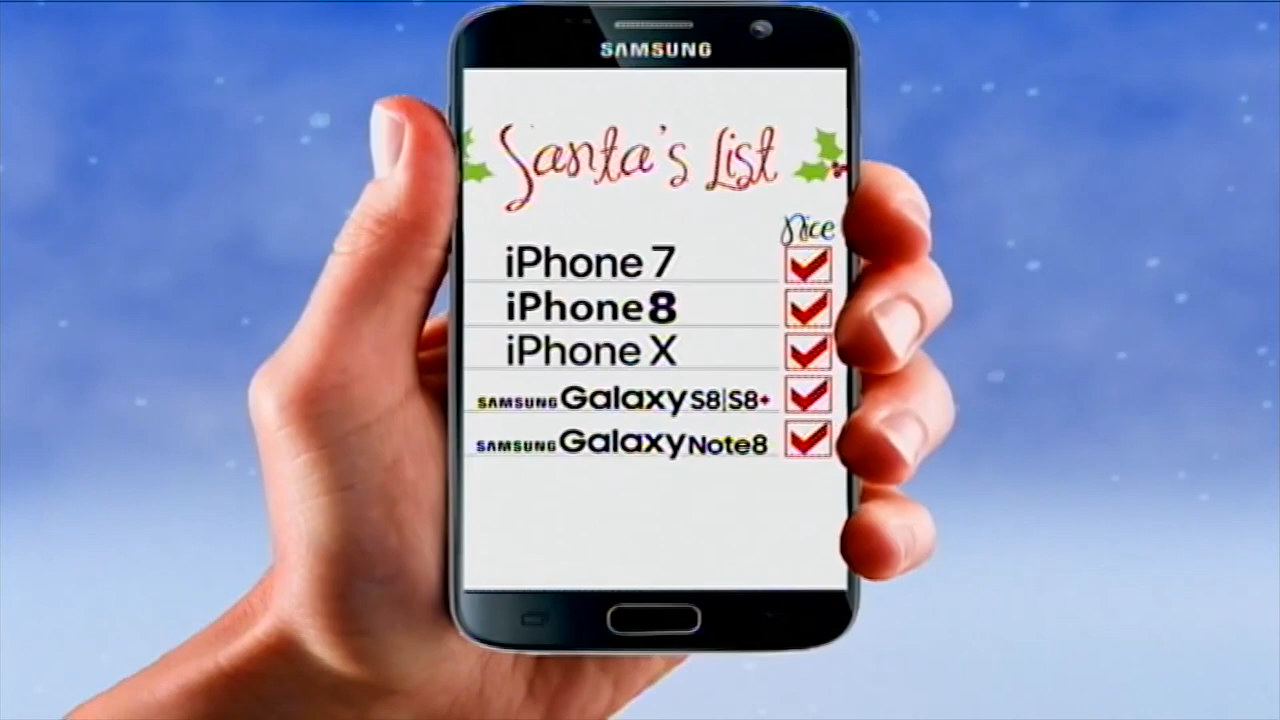 SAMSUNG
Santa's List
Nice
iPhone 7
iPhone 8
iPhone X
SAMSUNG Galaxy S8|S8+
SAMSUNG Galaxy Note8